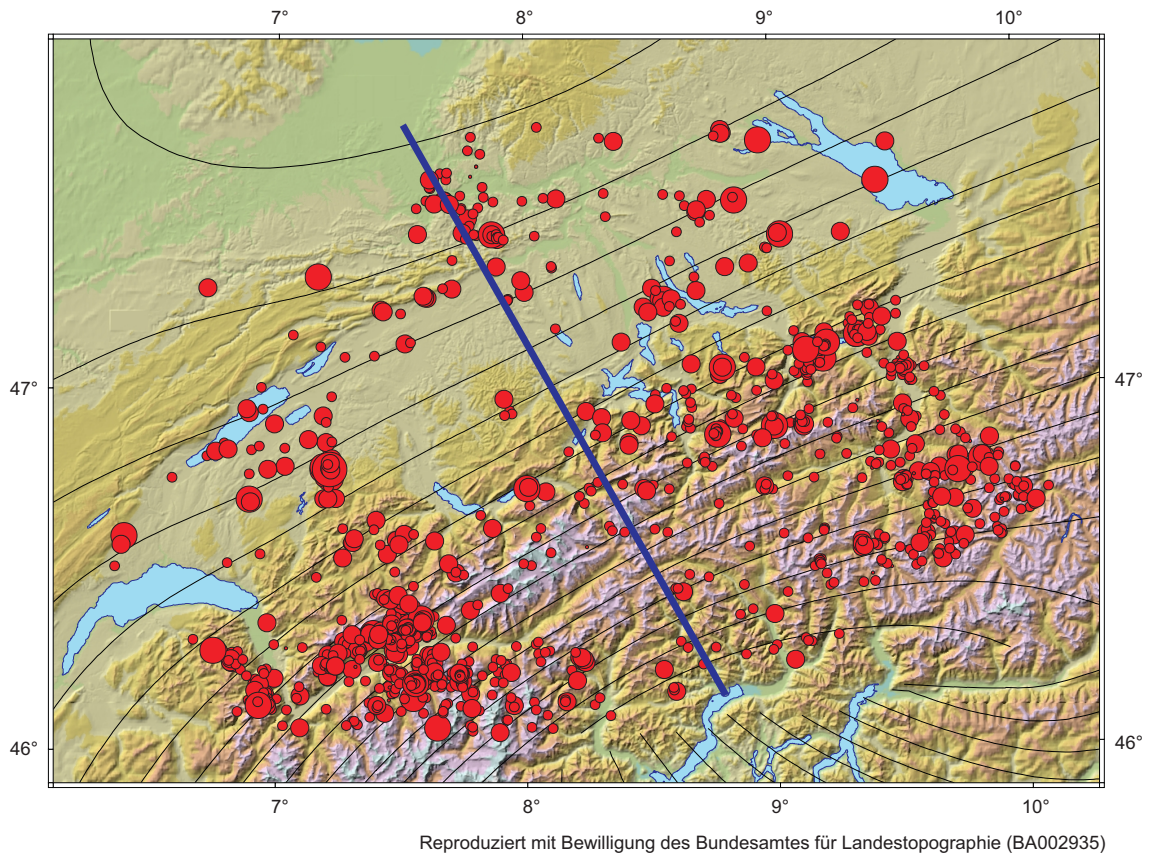 7° 8° 9° 10°
47° 47°
46° 46°
7° 8° 9° 10°
Reproduziert mit Bewilligung des Bundesamtes für Landestopographie (BA002935)